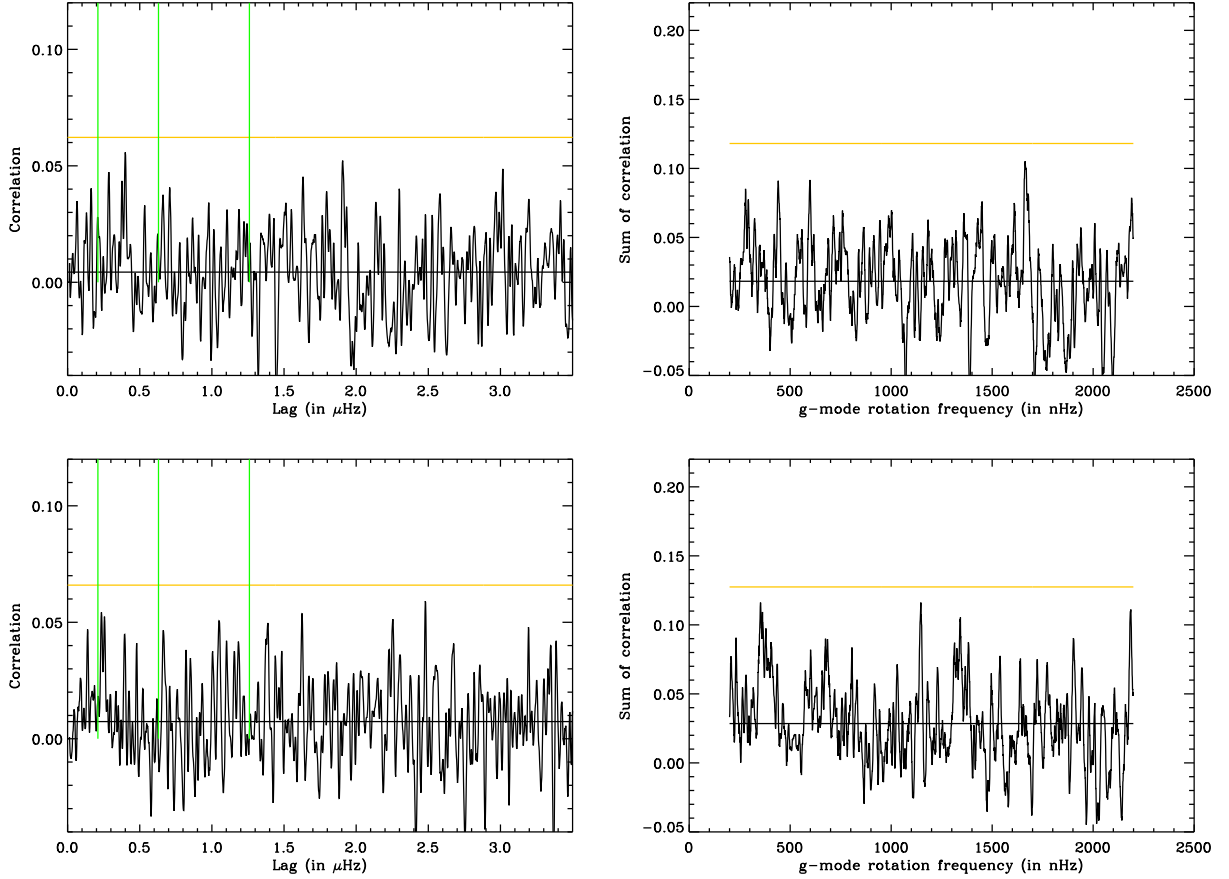 0.10
0.05
0.00
Correlation
0.0 0.5 1.0 1.5 2.0 2.5 3.0
Lag (in μHz)
0.20
0.15
0.10
0.05
0.00
−0.05
Sum of correlation
0 500 1000 1500 2000 2500
g−mode rotation frequency (in nHz)
0.10
0.05
0.00
Correlation
0.0 0.5 1.0 1.5 2.0 2.5 3.0
Lag (in μHz)
0.20
0.15
0.10
0.05
0.00
−0.05
Sum of correlation
0 500 1000 1500 2000 2500
g−mode rotation frequency (in nHz)